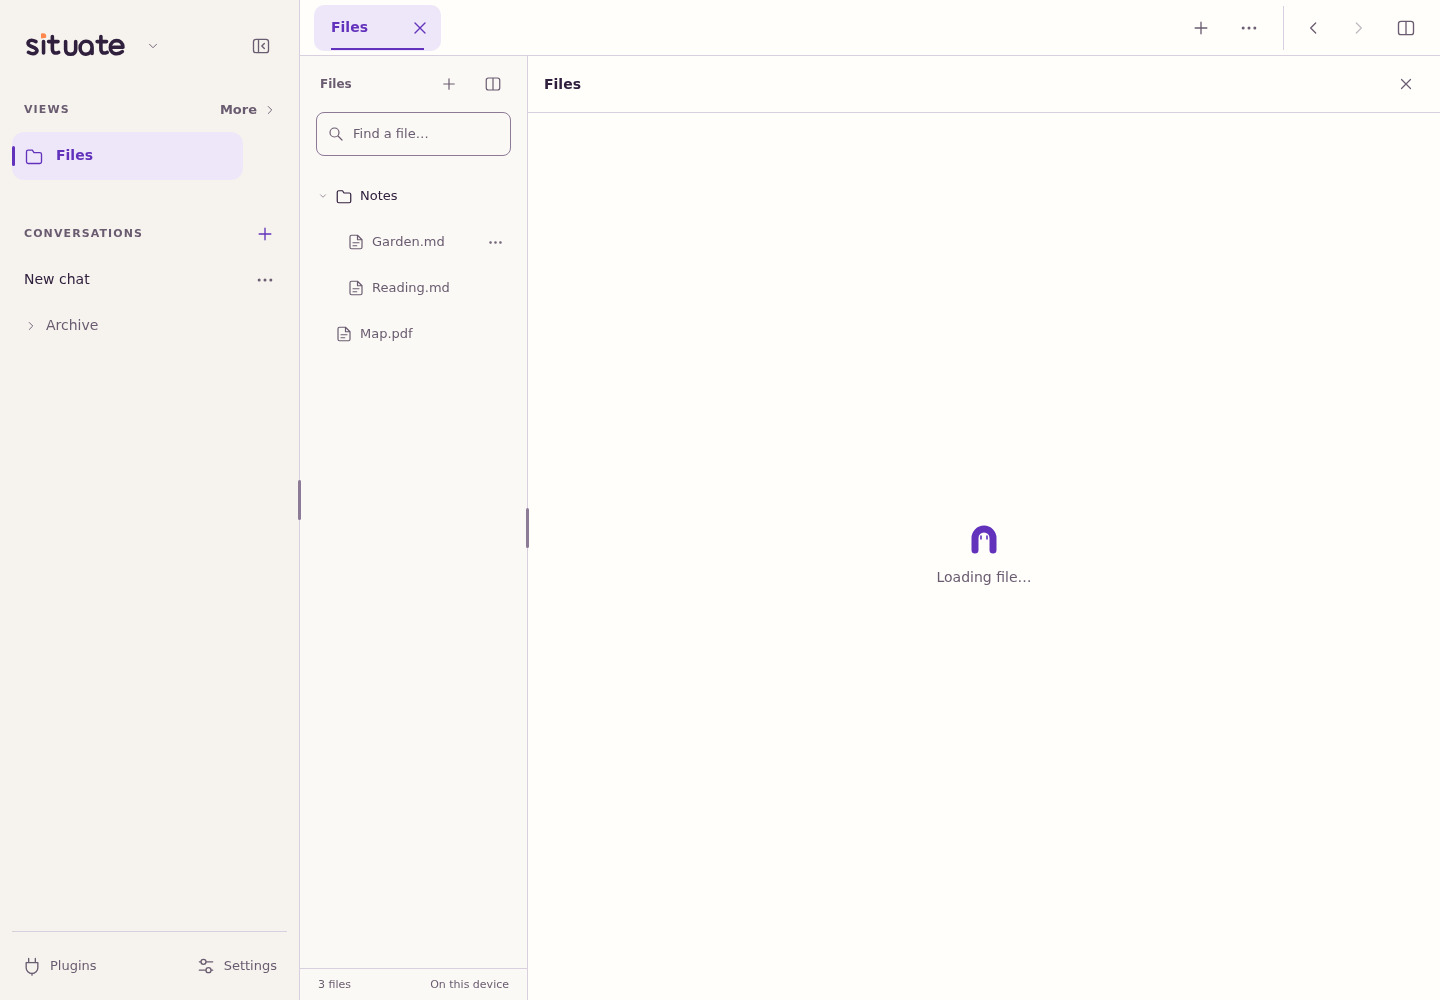 situate
VIEWS
More
Files
CONVERSATIONS
New chat
Archive
Plugins
Settings
Files
Files
Find a file...
Notes
Garden.md
Reading.md
Map.pdf
3 files
On this device
Files
Loading file...